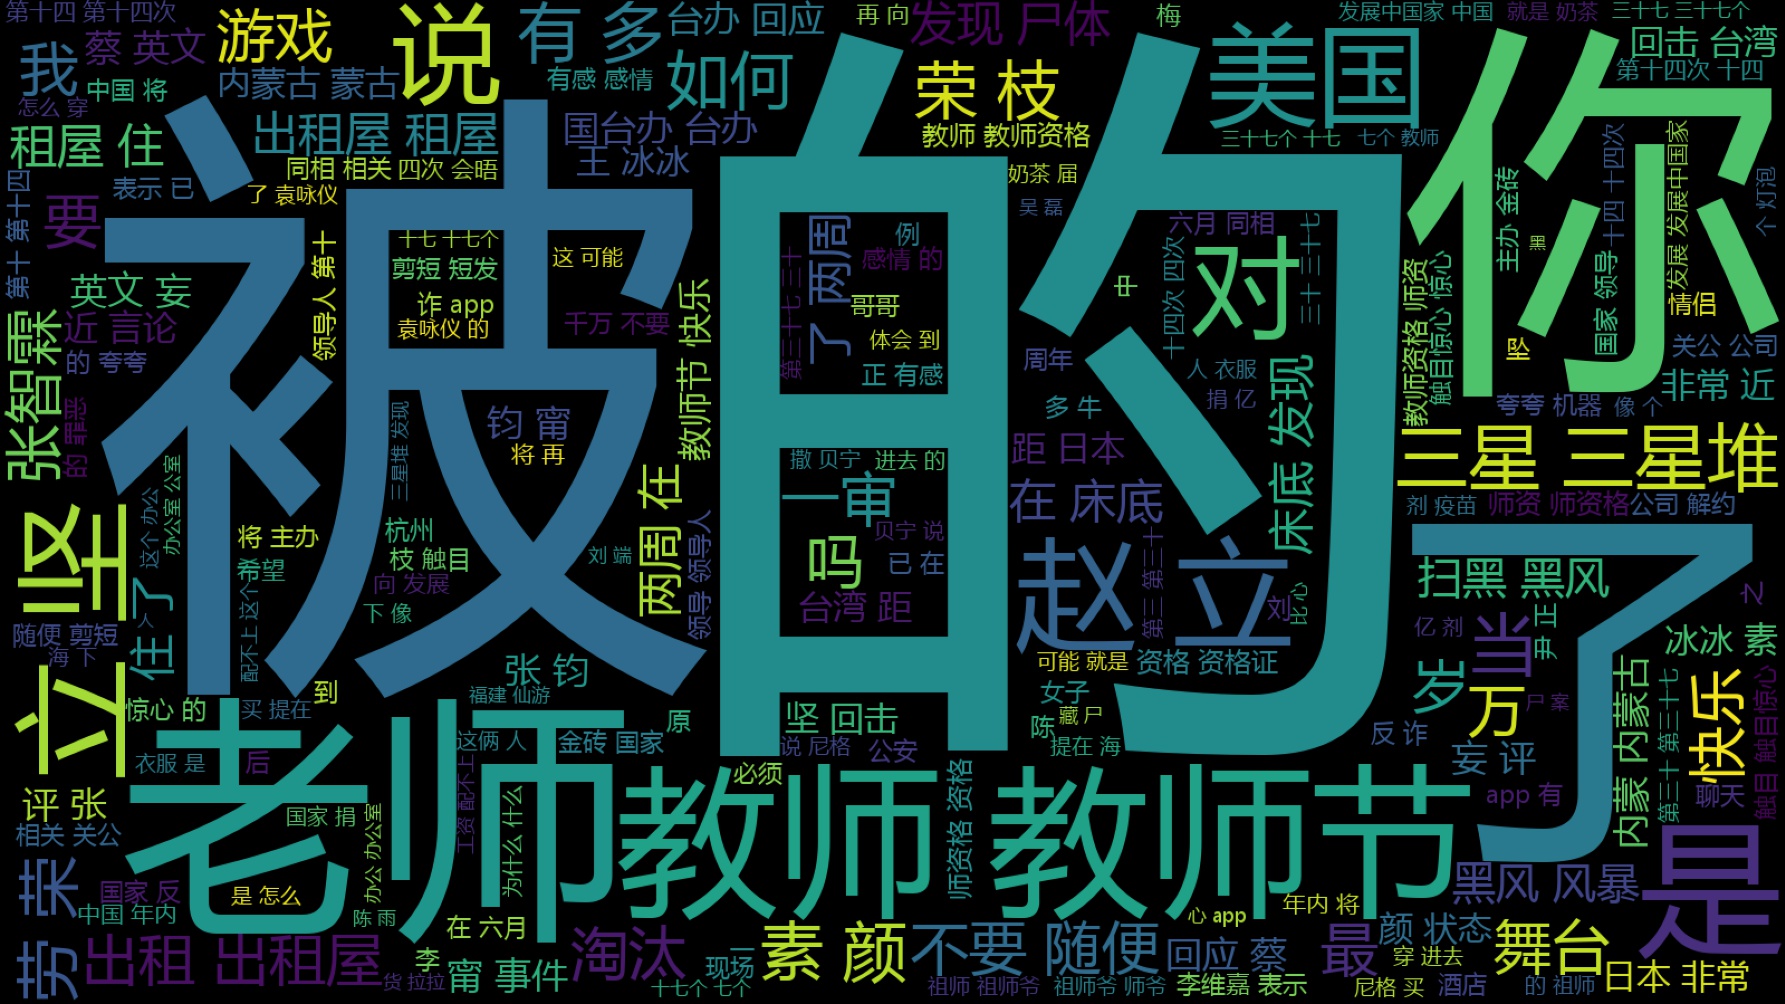 第十四 第十四次
蔡 英文
游戏
说
有 多
台办 回应
再 向
发现 尸体
梅
发展中国家 中国
就是 奶茶
三十七 三十七个
我
中国 将
怎么 穿
内蒙古 蒙古
有感 感情
如何
荣 枝
美国
你
回击 台湾
第十四次 十四
租屋 住
出租屋 租屋
国台办 台办
王 冰冰
教师 教师资格
三十七个 十七
七个 教师
同相 相关
四次 会晤
表示 已
了 袁咏仪
奶茶 届
吴 磊
要
第十 第十四
领导人 第十
十七 十七个
剪短 短发
诈 app
袁咏仪 的
这 可能
千万 不要
被
的
了 两周
第三十七 三十
例
感情 的
哥哥
体会 到
正 有感
六月 同相
对
中
十四次 四次
三十 三十七
周年
人 衣服
捐 亿
多 牛
教师资格 师资
触目惊心 惊心
主办 金砖
黑
坠
国家 领导
十四 十四次
发展 发展中国家
情侣
个 灯泡
关公 公司
非常 近
夸夸 机器
像 个
英文 妄
近 言论
的 夸夸
张智霖
的 罪恶
钧 甯
将 再
三星堆 发现
教师节 快乐
两周 在
领导 领导人
撒 贝宁
进去 的
一审
贝宁 说
吗
已 在
台湾 距
距 日本
在 床底
床底 发现
赵 立
第三 第三十
刘
比 心
三星 三星堆
剂 疫苗
师资 师资格
公司 解约
坚
立
这个 办公
办公室 公室
将 主办
希望
杭州
枝 触目
向 发展
下 像
刘 端
住 了
人
配不上 这个
随便 剪短
海 下
惊心 的
买 提在
到
张 钧
福建 仙游
原
可能 就是
资格 资格证
女子
陈
藏 尸
提在 海
坚 回击
说 尼格
公安
了
扫黑 黑风
亿 剂
当
尹 正
之
冰冰 素
岁
万
尸 案
反 诈
妄 评
app 有
内蒙 内蒙古
第三十 第三十七
快乐
触目 触目惊心
聊天
衣服 是
后
评 张
相关 关公
老师
国家 捐
办公 办公室
这俩 人
金砖 国家
工资 配不上
为什么 什么
必须
教师 教师节
师资格 资格
是
荣
国家 反
中国 年内
是 怎么
陈 雨
在 六月
心 app
年内 将
黑风 风暴
劳
出租 出租屋
货 拉拉
李
甯 事件
淘汰
现场
一
十七个 七个
素 颜
不要 随便
回应 蔡
祖师 祖师爷
祖师爷 师爷
李维嘉 表示
最
颜 状态
穿 进去
尼格 买
酒店
舞台
的 祖师
日本 非常